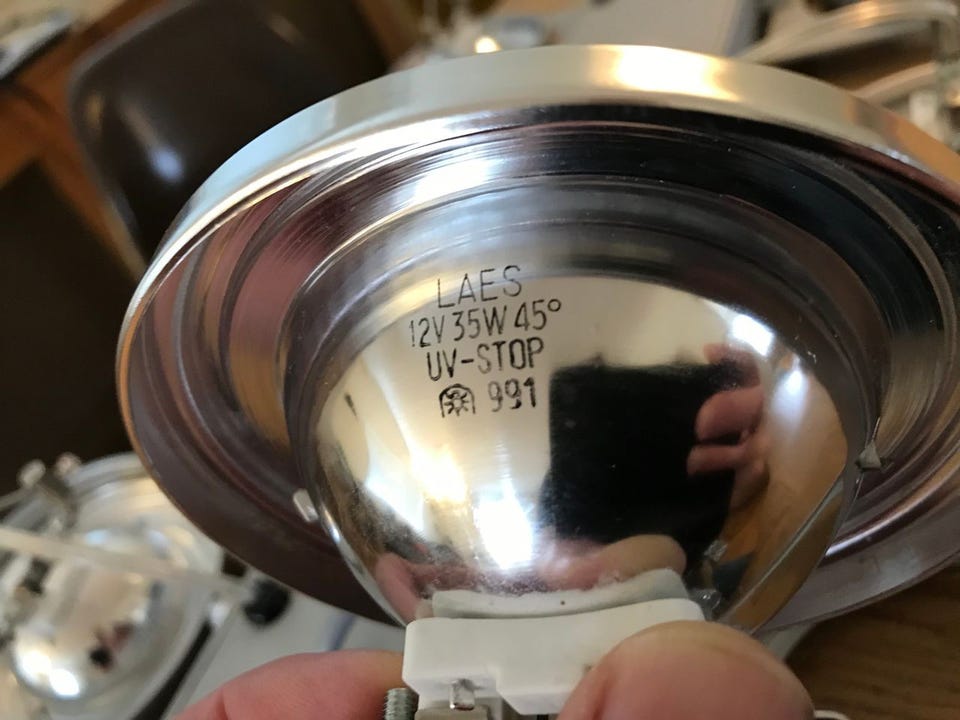 LAES
12V 35W 45°
UV-STOP
991